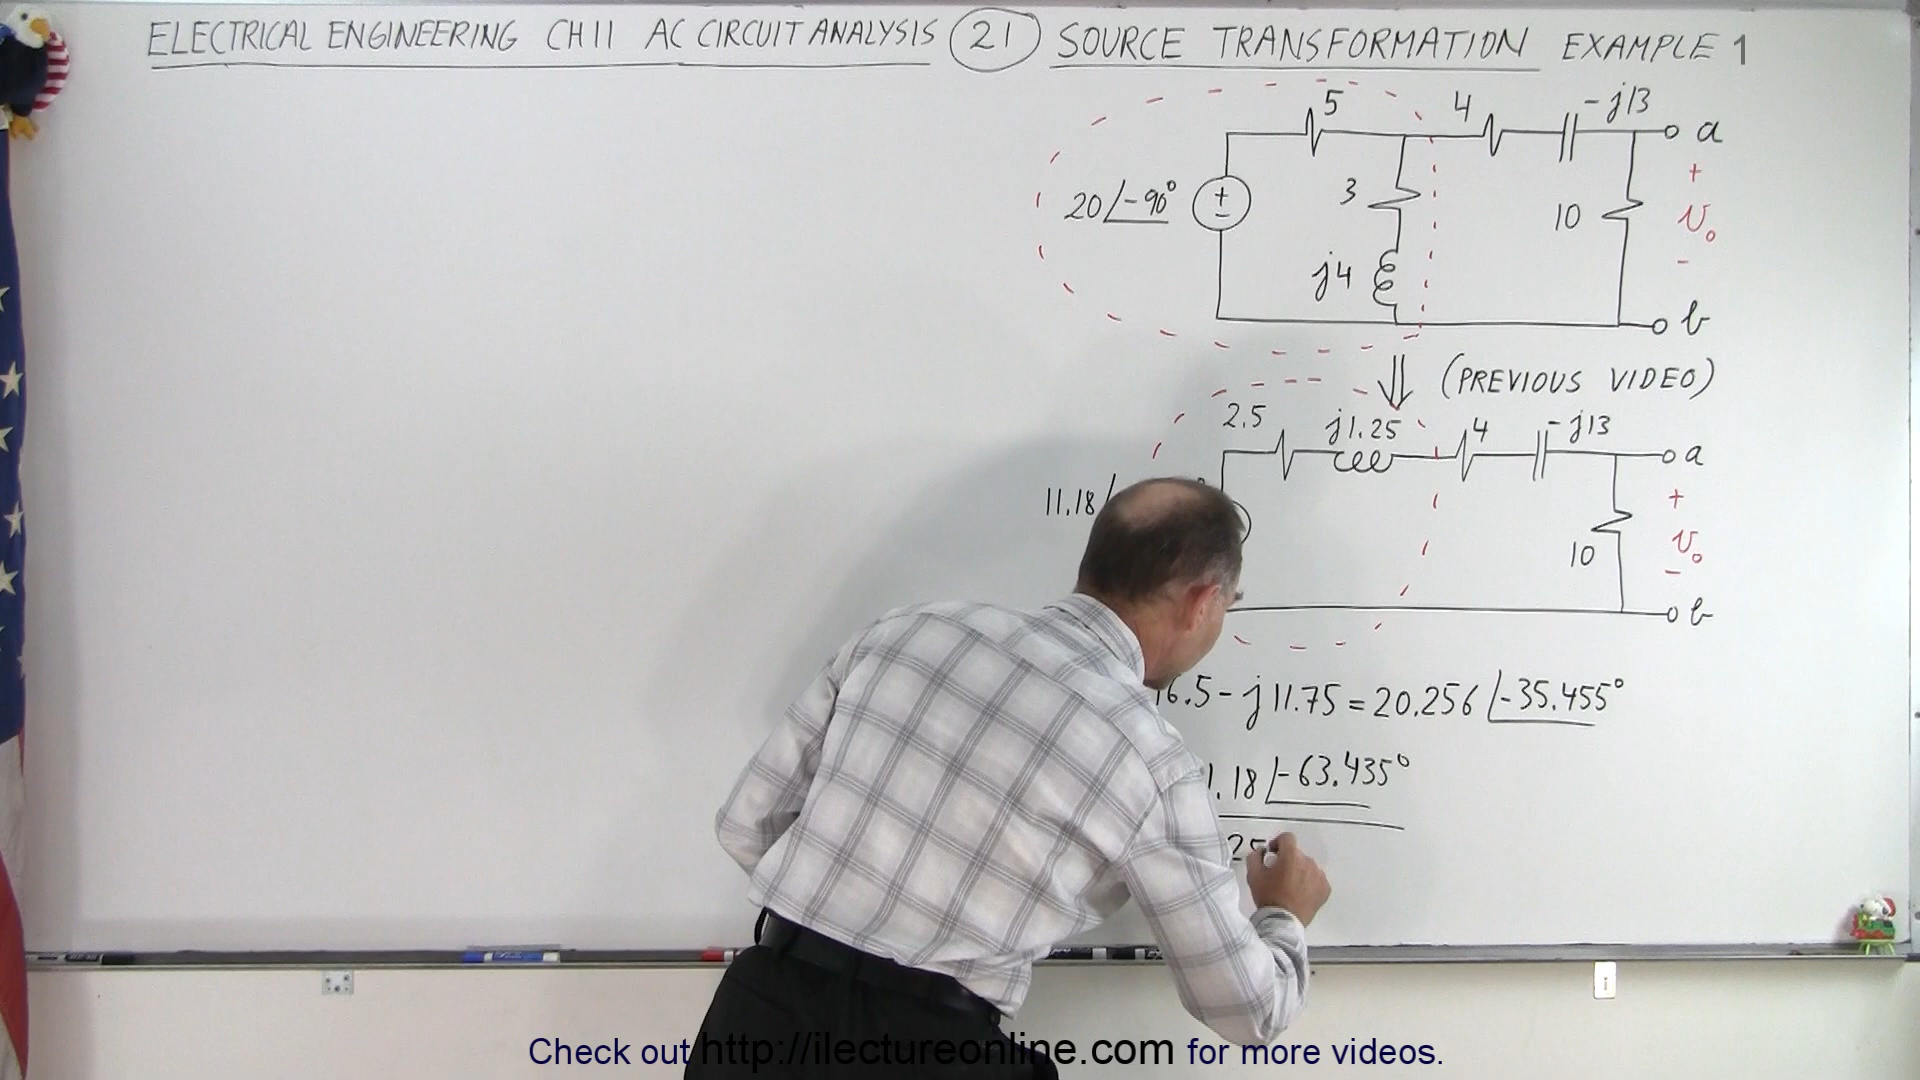 ELECTRICAL ENGINEERING CH 11 AC CIRCUIT ANALYSIS 21 SOURCE TRANSFORMATION EXAMPLE 1
5 4 -j13 a
+
20∠-90° + - 3 10 v₀
j4 -
b
⇓ (PREVIOUS VIDEO)
2.5 j1.25 4 -j13 a
11.18∠ +
10 v₀
-
b
16.5 - j11.75 = 20.256∠-35.455°
1.18∠-63.435°
25
Check out http://ilectureonline.com for more videos.